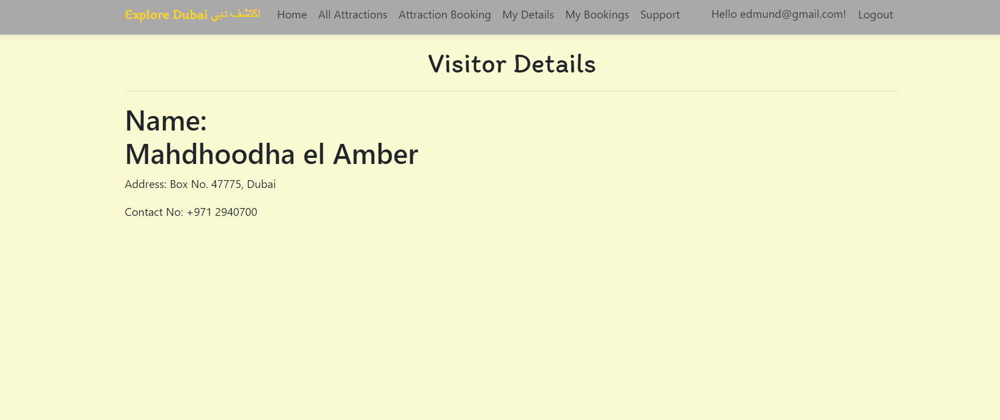 Explore Dubai اكتشف دبي Home All Attractions Attraction Booking My Details My Bookings Support Hello edmund@gmail.com! Logout
Visitor Details
Name:
Mahdhoodha el Amber
Address: Box No. 47775, Dubai
Contact No: +971 2940700